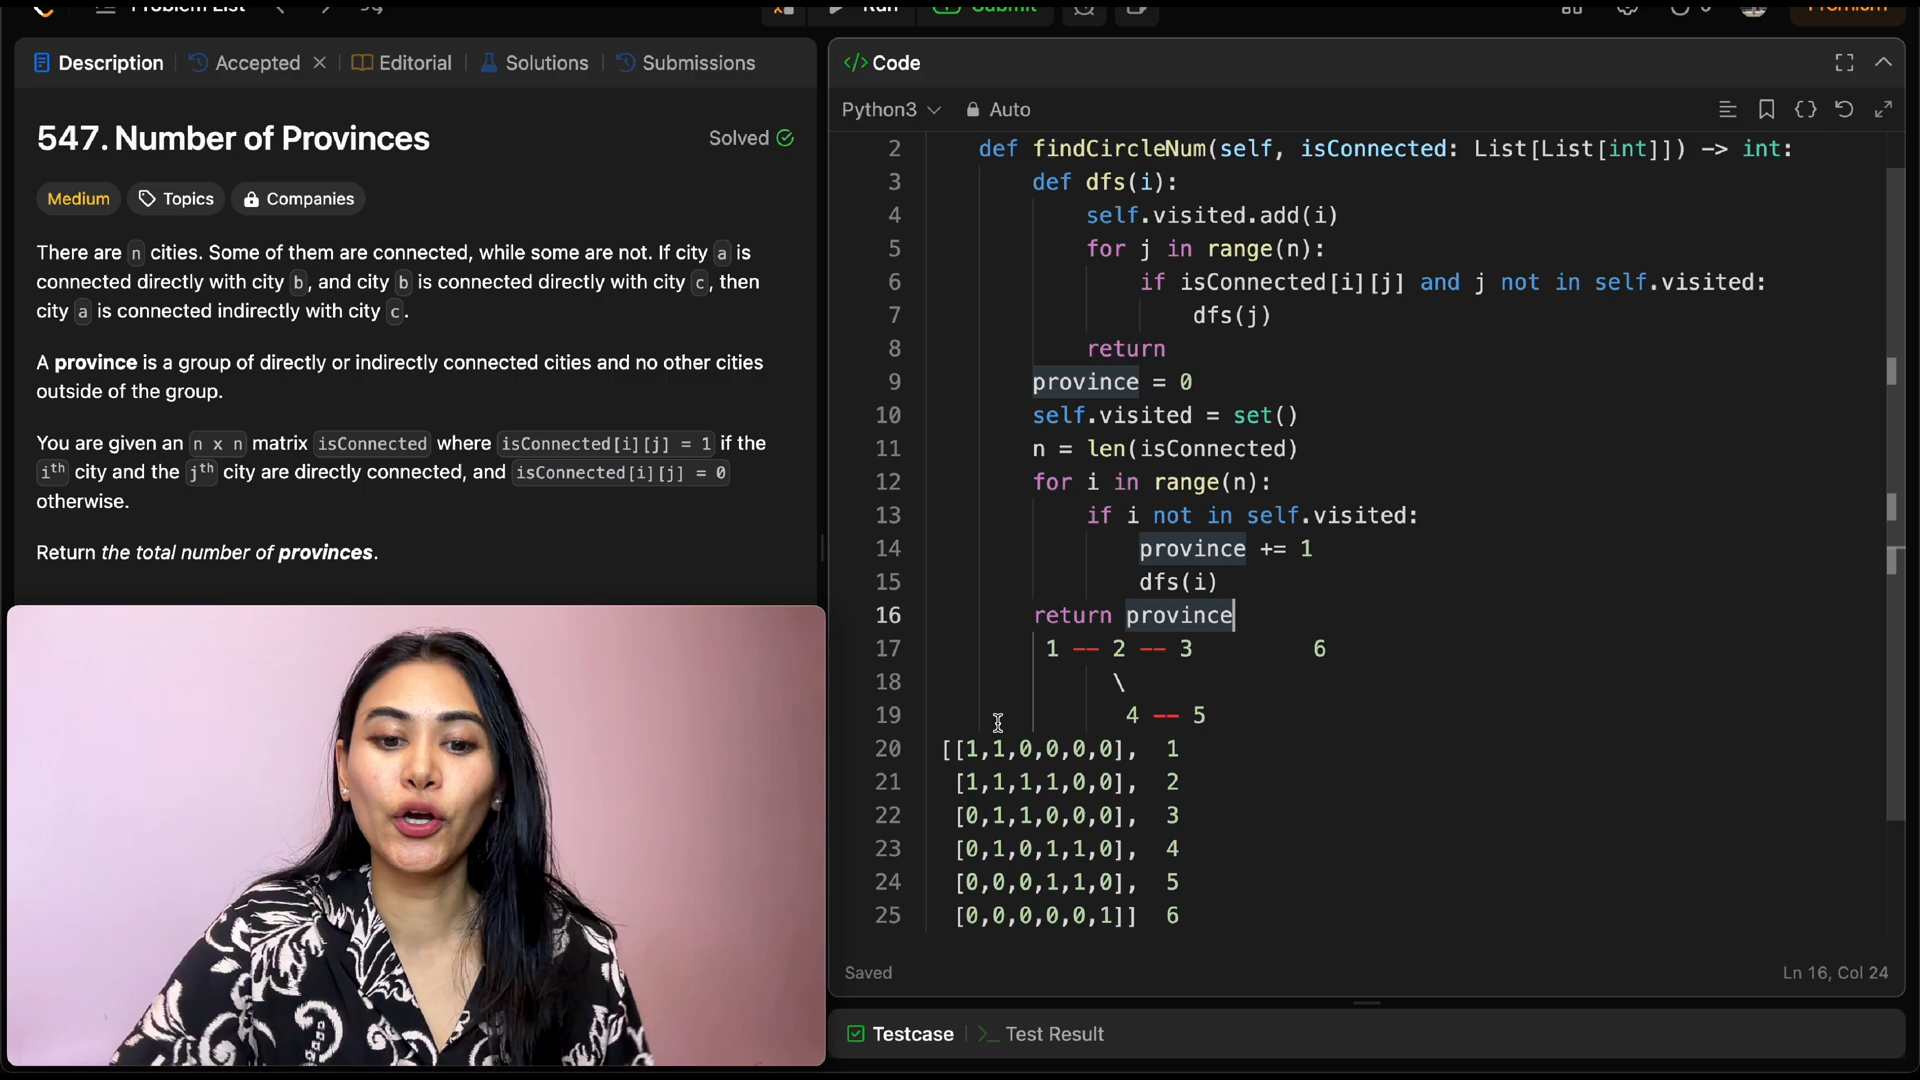 Problem List
Run
Submit
0
Premium
Description
Accepted
Editorial
Solutions
Submissions
547. Number of Provinces
Solved
Medium
Topics
Companies
There are n cities. Some of them are connected, while some are not. If city a is
connected directly with city b, and city b is connected directly with city c, then
city a is connected indirectly with city c.
A province is a group of directly or indirectly connected cities and no other cities
outside of the group.
You are given an n x n matrix isConnected where isConnected[i][j] = 1 if the
ith city and the jth city are directly connected, and isConnected[i][j] = 0
otherwise.
Return the total number of provinces.
</> Code
Python3
Auto
2 def findCircleNum(self, isConnected: List[List[int]]) -> int:
3 def dfs(i):
4 self.visited.add(i)
5 for j in range(n):
6 if isConnected[i][j] and j not in self.visited:
7 dfs(j)
8 return
9 province = 0
10 self.visited = set()
11 n = len(isConnected)
12 for i in range(n):
13 if i not in self.visited:
14 province += 1
15 dfs(i)
16 return province
17 1 -- 2 -- 3 6
18 \
19 4 -- 5
20 [[1,1,0,0,0,0], 1
21 [1,1,1,1,0,0], 2
22 [0,1,1,0,0,0], 3
23 [0,1,0,1,1,0], 4
24 [0,0,0,1,1,0], 5
25 [0,0,0,0,0,1]] 6
Saved
Ln 16, Col 24
Testcase
Test Result